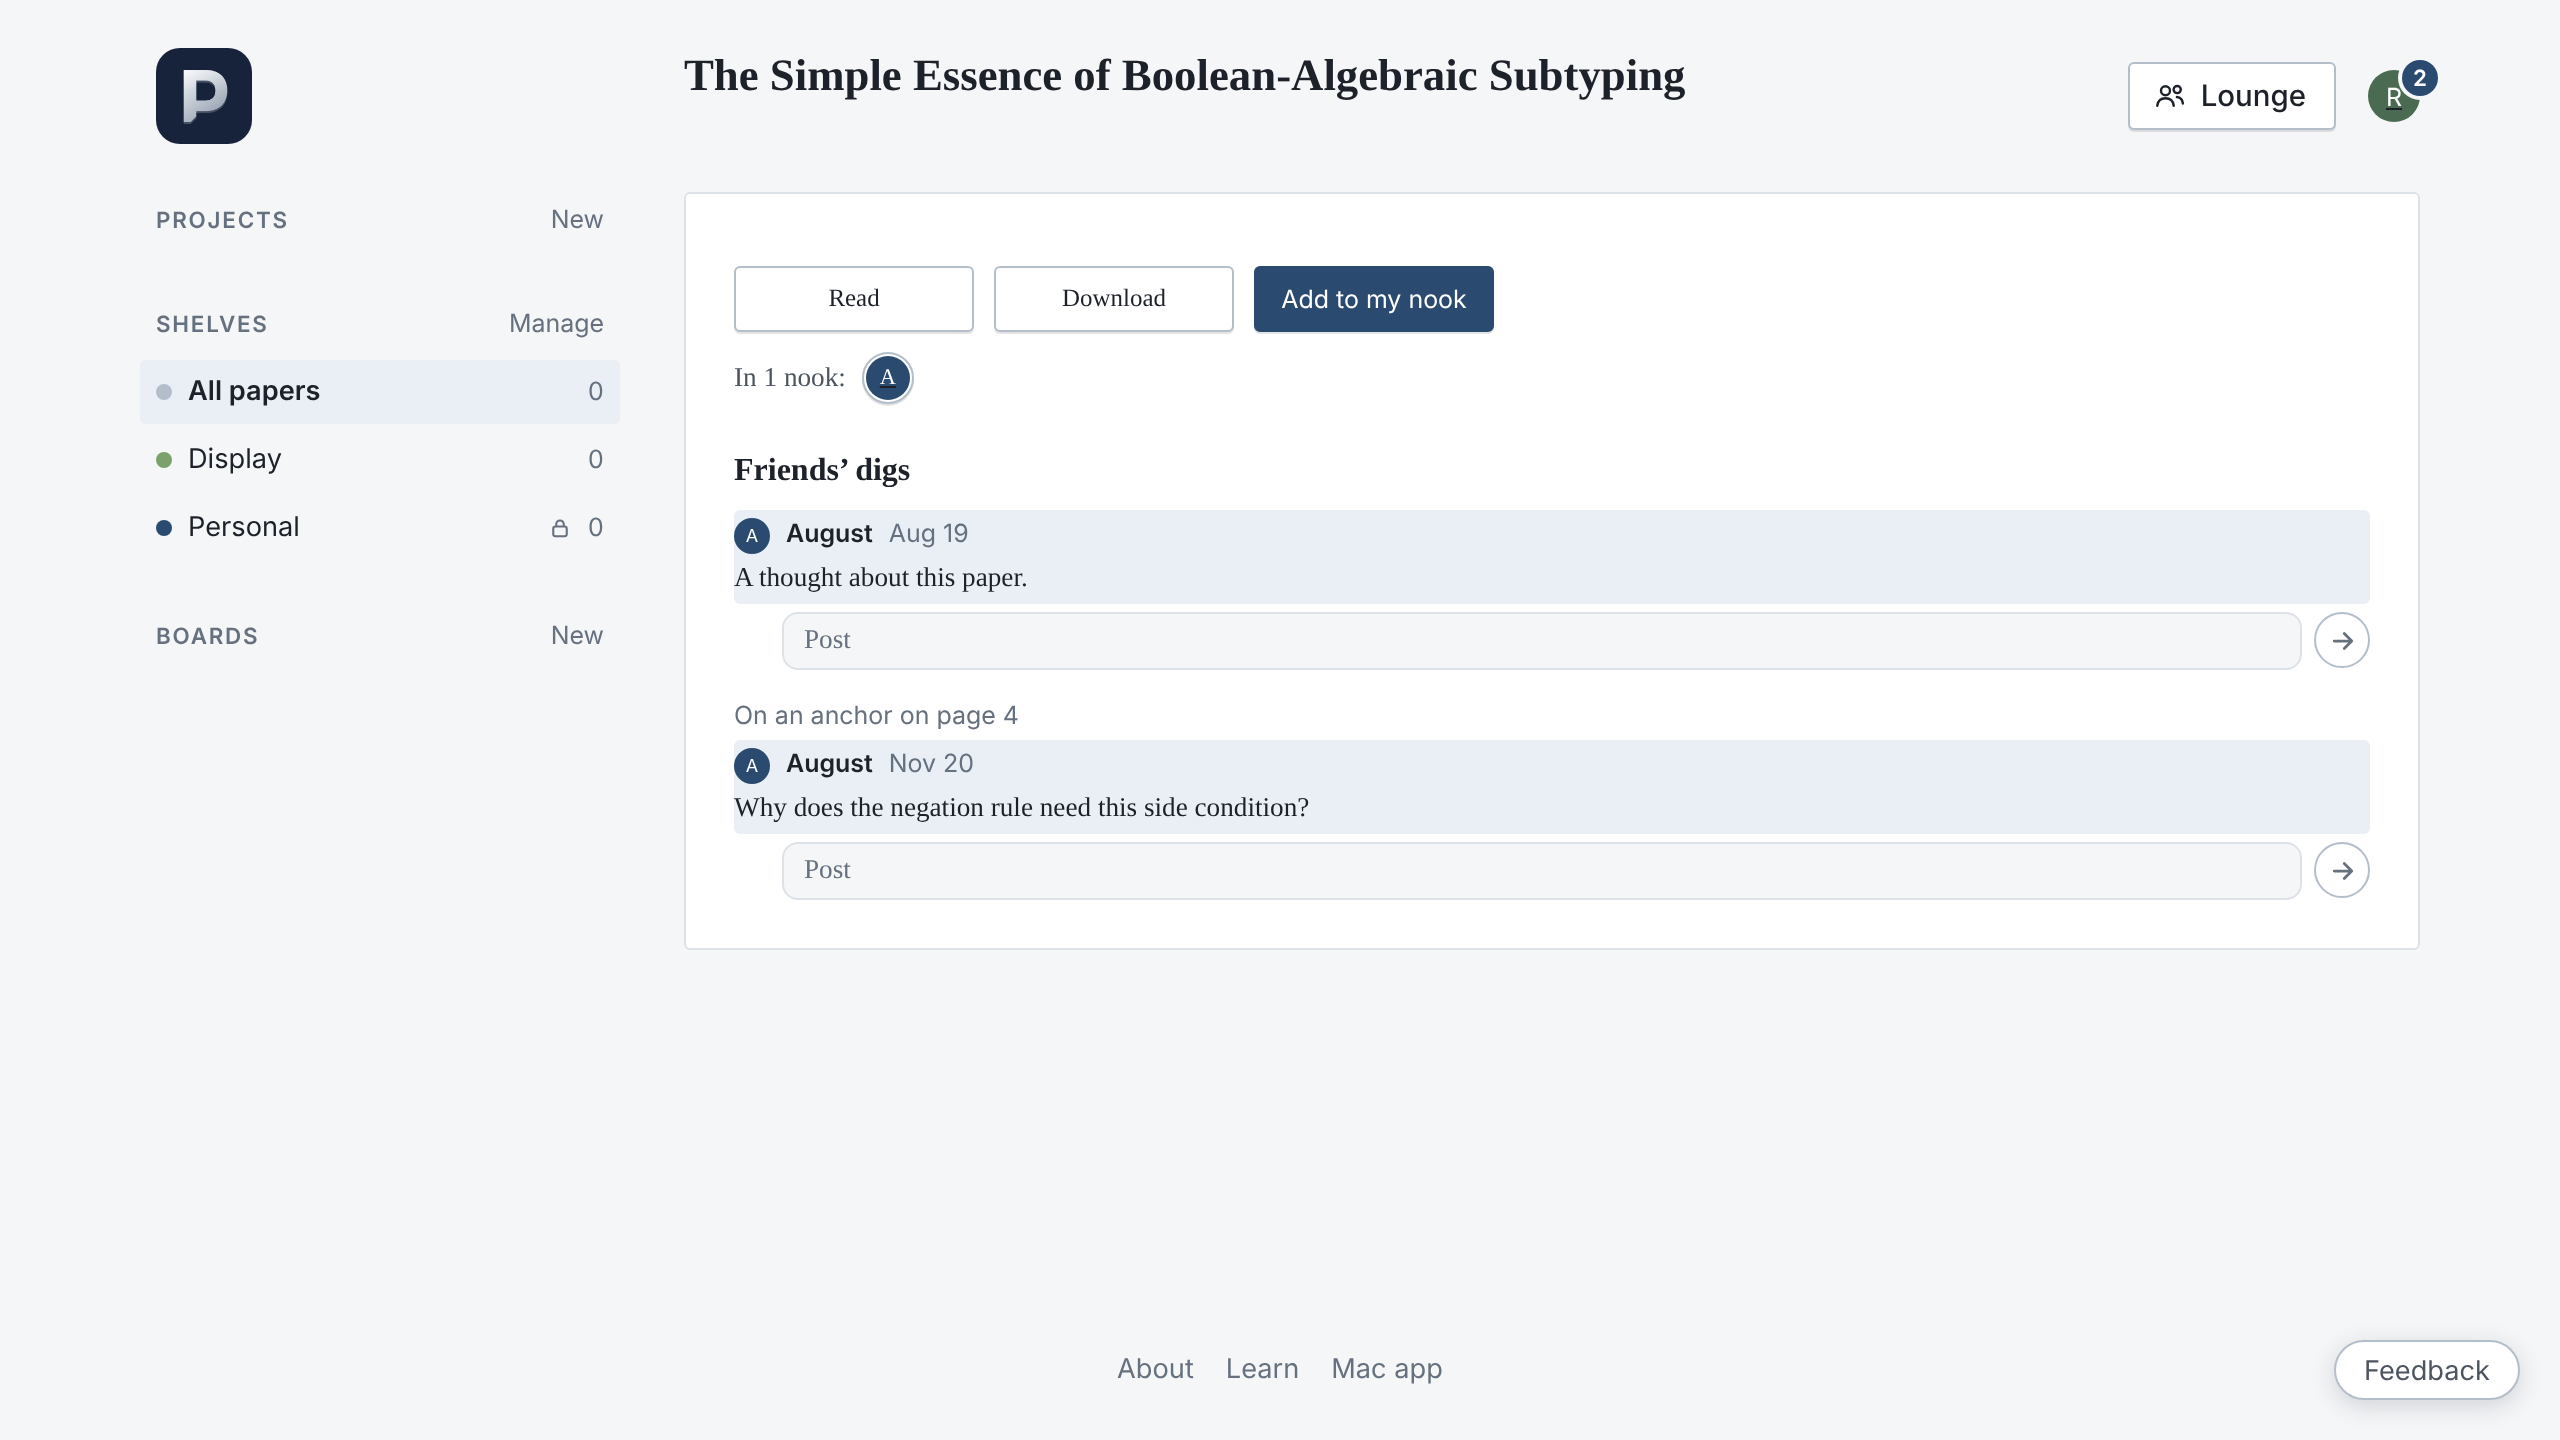 P
The Simple Essence of Boolean-Algebraic Subtyping
Lounge
R
2
PROJECTS New
SHELVES Manage
All papers 0
Display 0
Personal 0
BOARDS New
Read
Download
Add to my nook
In 1 nook: A
Friends’ digs
A August Aug 19
A thought about this paper.
Post
On an anchor on page 4
A August Nov 20
Why does the negation rule need this side condition?
Post
About Learn Mac app
Feedback